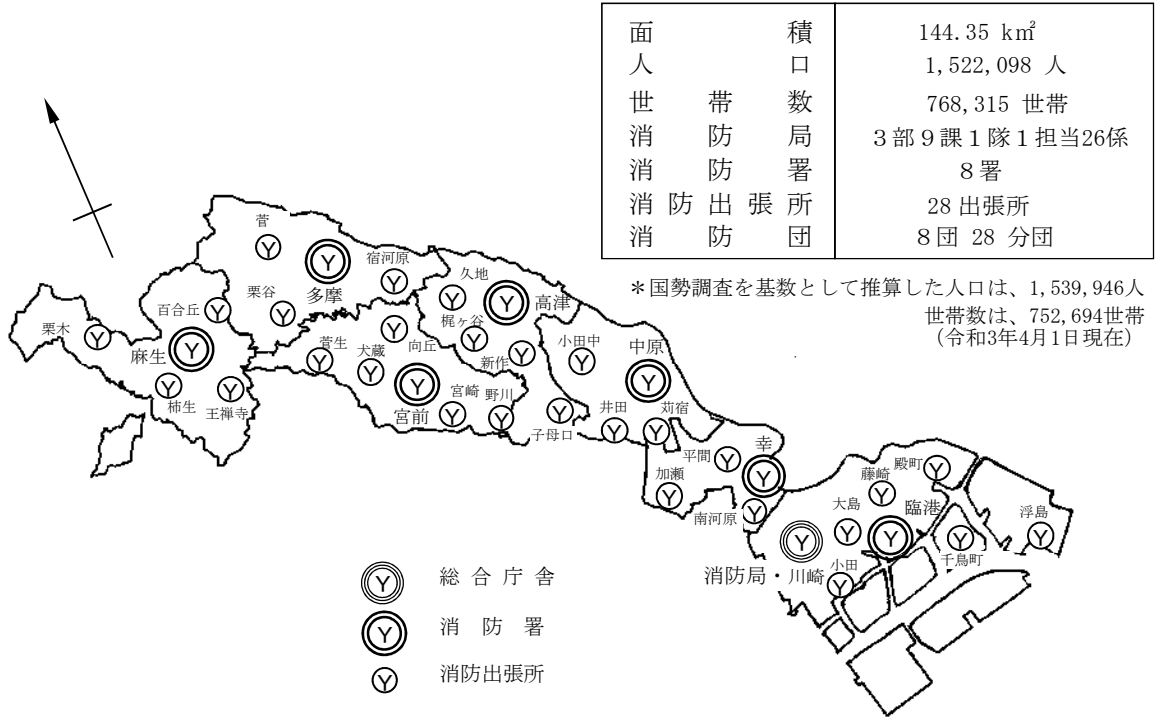 面積 144.35 k㎡
人口 1,522,098 人
世帯数 768,315 世帯
消防局 ３部９課１隊１担当26係
消防署 ８署
消防出張所 28 出張所
消防団 ８団 28 分団
＊国勢調査を基数として推算した人口は、1,539,946人
世帯数は、752,694世帯
(令和3年4月1日現在)
菅
宿河原
久地
多摩
高津
栗谷
百合丘
栗木
麻生
柿生
王禅寺
菅生
犬蔵
向丘
梶ヶ谷
新作
小田中
中原
宮前
宮崎
野川
子母口
井田
苅宿
平間
幸
加瀬
南河原
殿町
藤崎
大島
臨港
浮島
千鳥町
消防局・川崎
小田
総合庁舎
消防署
消防出張所